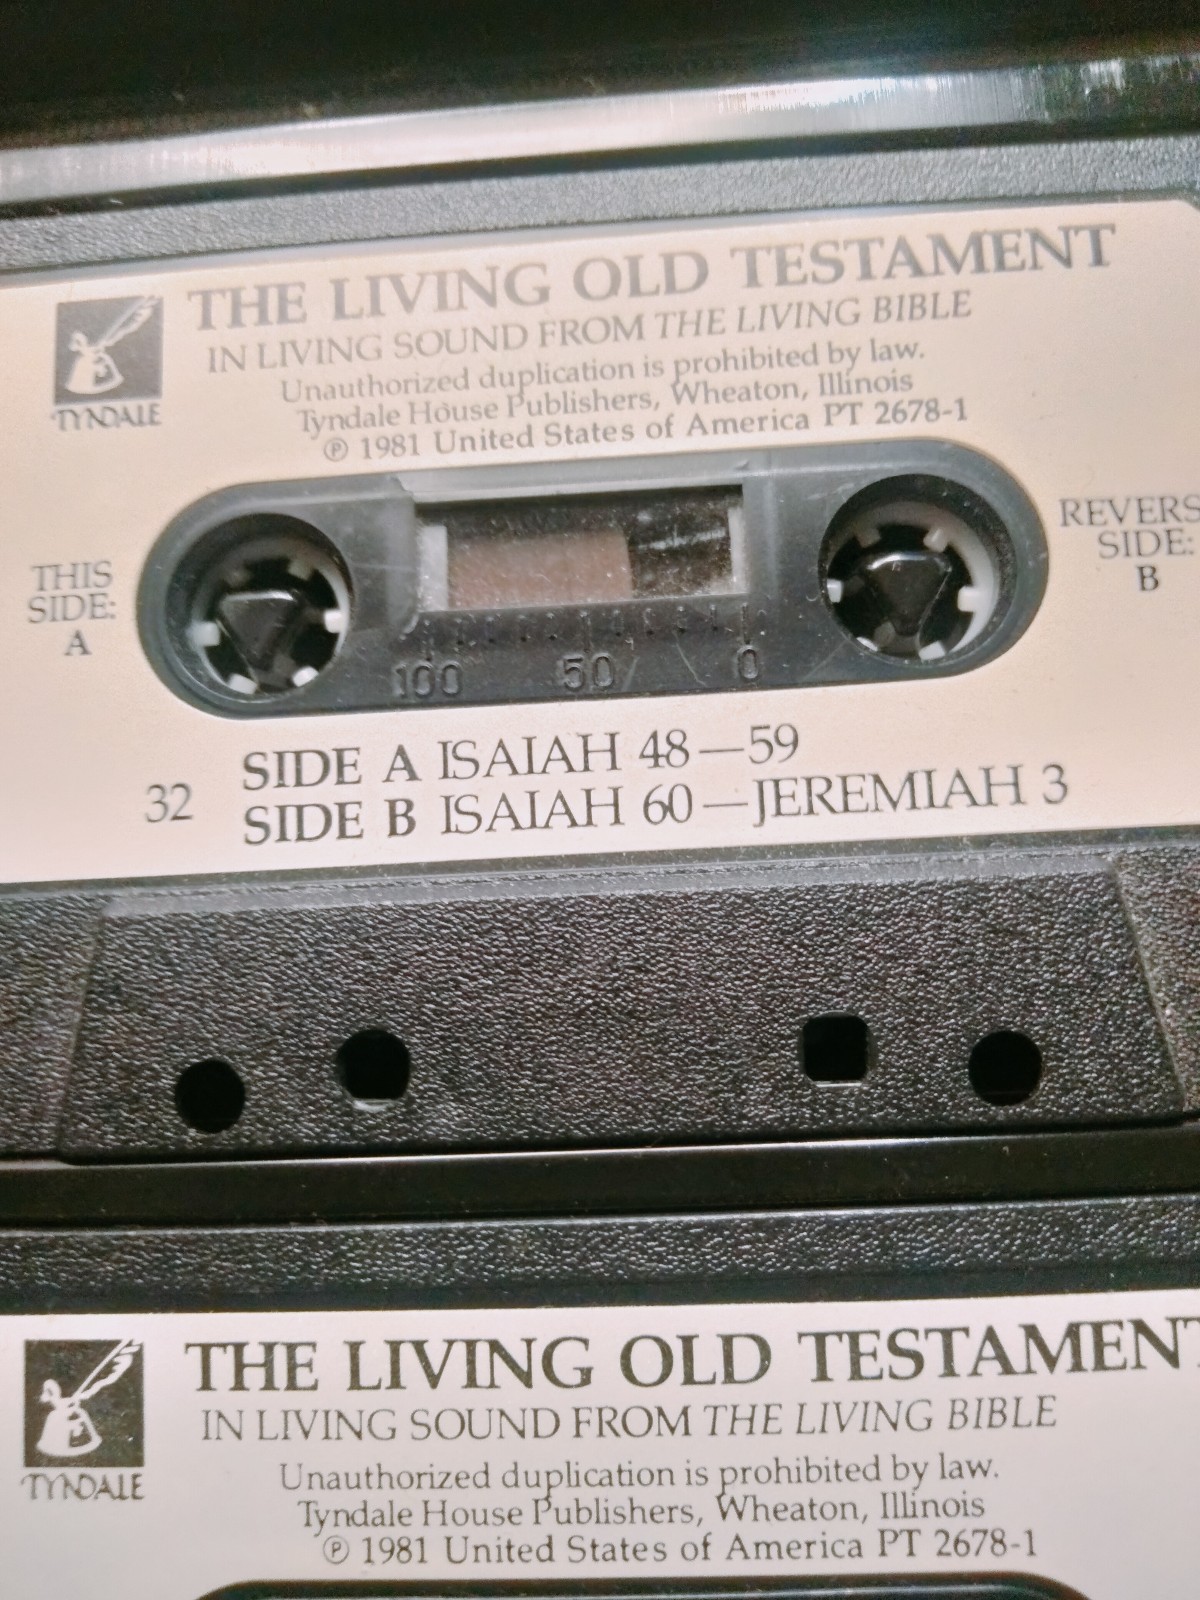 THE LIVING OLD TESTAMENT
IN LIVING SOUND FROM THE LIVING BIBLE
Unauthorized duplication is prohibited by law.
Tyndale House Publishers, Wheaton, Illinois
℗ 1981 United States of America PT 2678-1
TYNDALE
THIS
SIDE:
A
REVERS
SIDE:
B
100 50 0
32
SIDE A ISAIAH 48—59
SIDE B ISAIAH 60—JEREMIAH 3
THE LIVING OLD TESTAMENT
IN LIVING SOUND FROM THE LIVING BIBLE
Unauthorized duplication is prohibited by law.
Tyndale House Publishers, Wheaton, Illinois
℗ 1981 United States of America PT 2678-1
TYNDALE